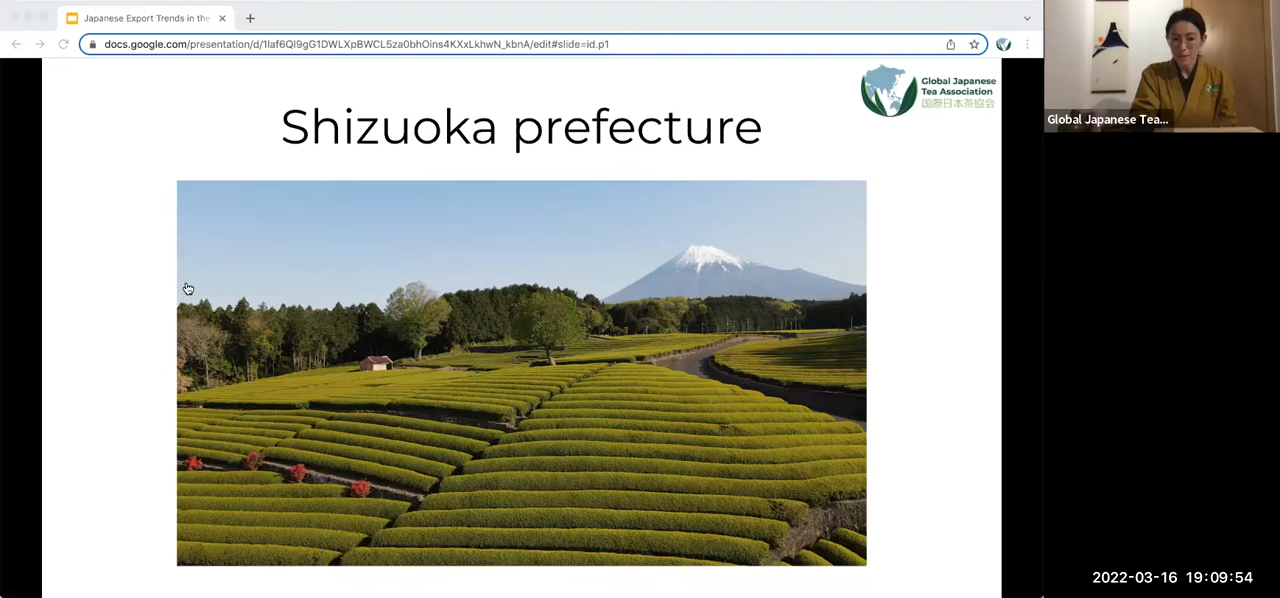 Japanese Export Trends in the
docs.google.com/presentation/d/1laf6QI9gG1DWLXpBWCL5za0bhOins4KXxLkhwN_kbnA/edit#slide=id.p1
Global Japanese
Tea Association
国際日本茶協会
Shizuoka prefecture
Global Japanese Tea...
2022-03-16 19:09:54